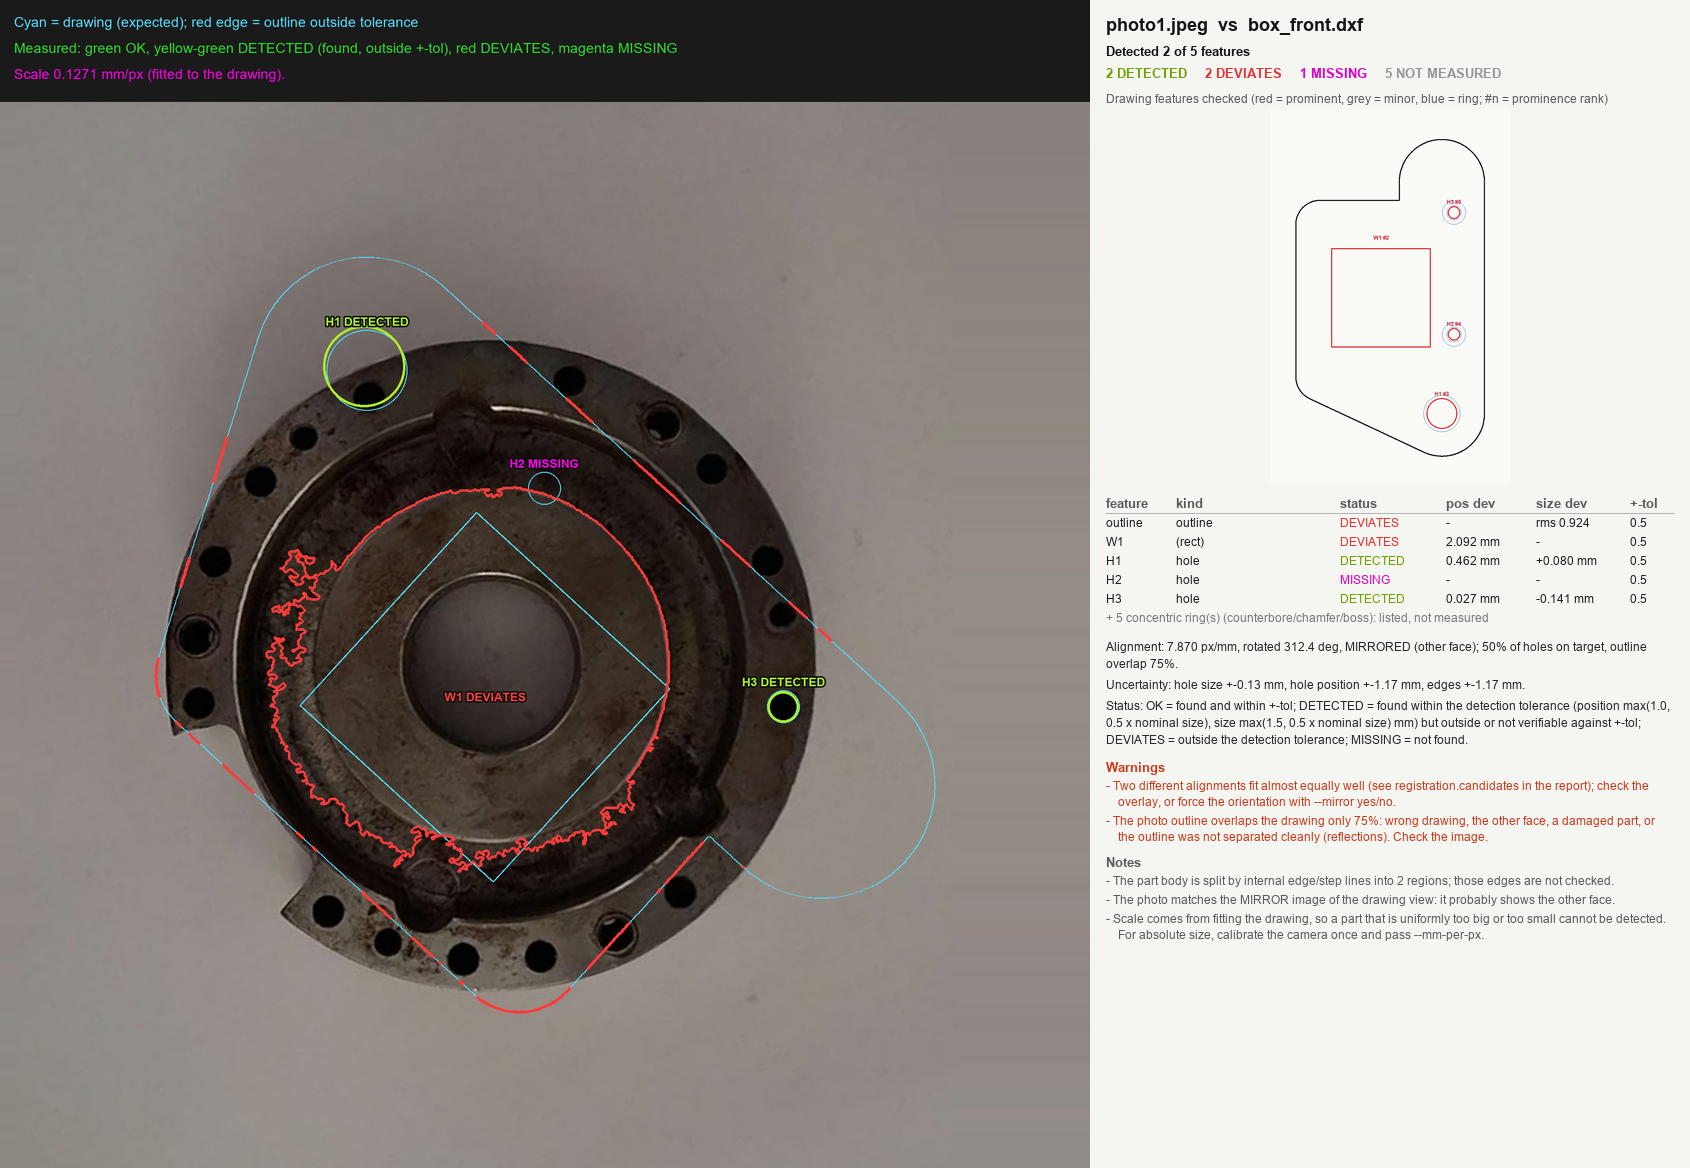 Cyan = drawing (expected); red edge = outline outside tolerance
Measured: green OK, yellow-green DETECTED (found, outside +-tol), red DEVIATES, magenta MISSING
Scale 0.1271 mm/px (fitted to the drawing).
H1 DETECTED
H2 MISSING
H3 DETECTED
W1 DEVIATES
photo1.jpeg vs box_front.dxf
Detected 2 of 5 features
2 DETECTED 2 DEVIATES 1 MISSING 5 NOT MEASURED
Drawing features checked (red = prominent, grey = minor, blue = ring; #n = prominence rank)
H3 #5
W1 #2
H2 #4
H1 #3
feature kind status pos dev size dev +-tol
outline outline DEVIATES - rms 0.924 0.5
W1 (rect) DEVIATES 2.092 mm - 0.5
H1 hole DETECTED 0.462 mm +0.080 mm 0.5
H2 hole MISSING - - 0.5
H3 hole DETECTED 0.027 mm -0.141 mm 0.5
+ 5 concentric ring(s) (counterbore/chamfer/boss): listed, not measured
Alignment: 7.870 px/mm, rotated 312.4 deg, MIRRORED (other face); 50% of holes on target, outline
overlap 75%.
Uncertainty: hole size +-0.13 mm, hole position +-1.17 mm, edges +-1.17 mm.
Status: OK = found and within +-tol; DETECTED = found within the detection tolerance (position max(1.0,
0.5 x nominal size), size max(1.5, 0.5 x nominal size) mm) but outside or not verifiable against +-tol;
DEVIATES = outside the detection tolerance; MISSING = not found.
Warnings
- Two different alignments fit almost equally well (see registration.candidates in the report); check the
overlay, or force the orientation with --mirror yes/no.
- The photo outline overlaps the drawing only 75%: wrong drawing, the other face, a damaged part, or
the outline was not separated cleanly (reflections). Check the image.
Notes
- The part body is split by internal edge/step lines into 2 regions; those edges are not checked.
- The photo matches the MIRROR image of the drawing view: it probably shows the other face.
- Scale comes from fitting the drawing, so a part that is uniformly too big or too small cannot be detected.
For absolute size, calibrate the camera once and pass --mm-per-px.